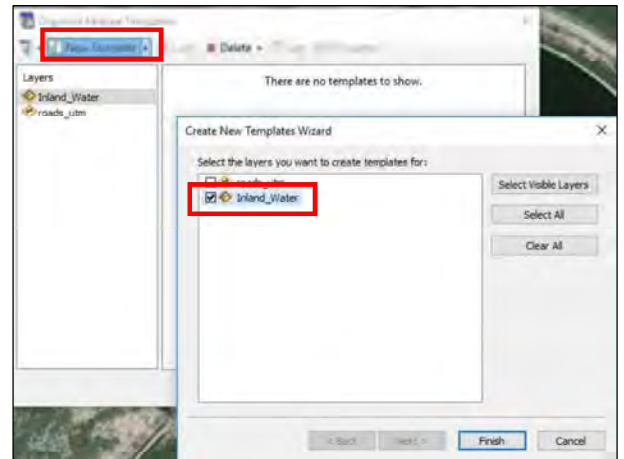 Organize Feature Templates
New Template
Delete
Layers
There are no templates to show.
Inland_Water
roads_utm
Create New Templates Wizard
Select the layers you want to create templates for:
roads_utm
Inland_Water
Select Visible Layers
Select All
Clear All
< Back
Next >
Finish
Cancel